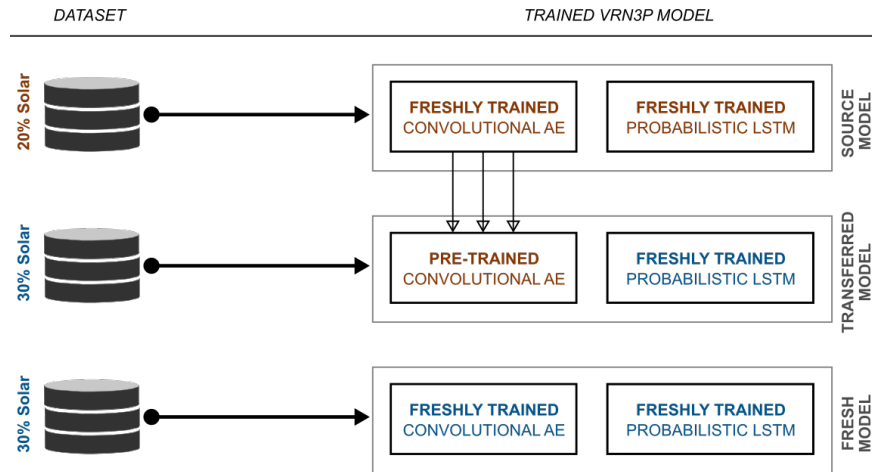 DATASET
TRAINED VRN3P MODEL
20% Solar
FRESHLY TRAINED
CONVOLUTIONAL AE
FRESHLY TRAINED
PROBABILISTIC LSTM
SOURCE
MODEL
30% Solar
PRE-TRAINED
CONVOLUTIONAL AE
FRESHLY TRAINED
PROBABILISTIC LSTM
TRANSFERRED
MODEL
30% Solar
FRESHLY TRAINED
CONVOLUTIONAL AE
FRESHLY TRAINED
PROBABILISTIC LSTM
FRESH
MODEL